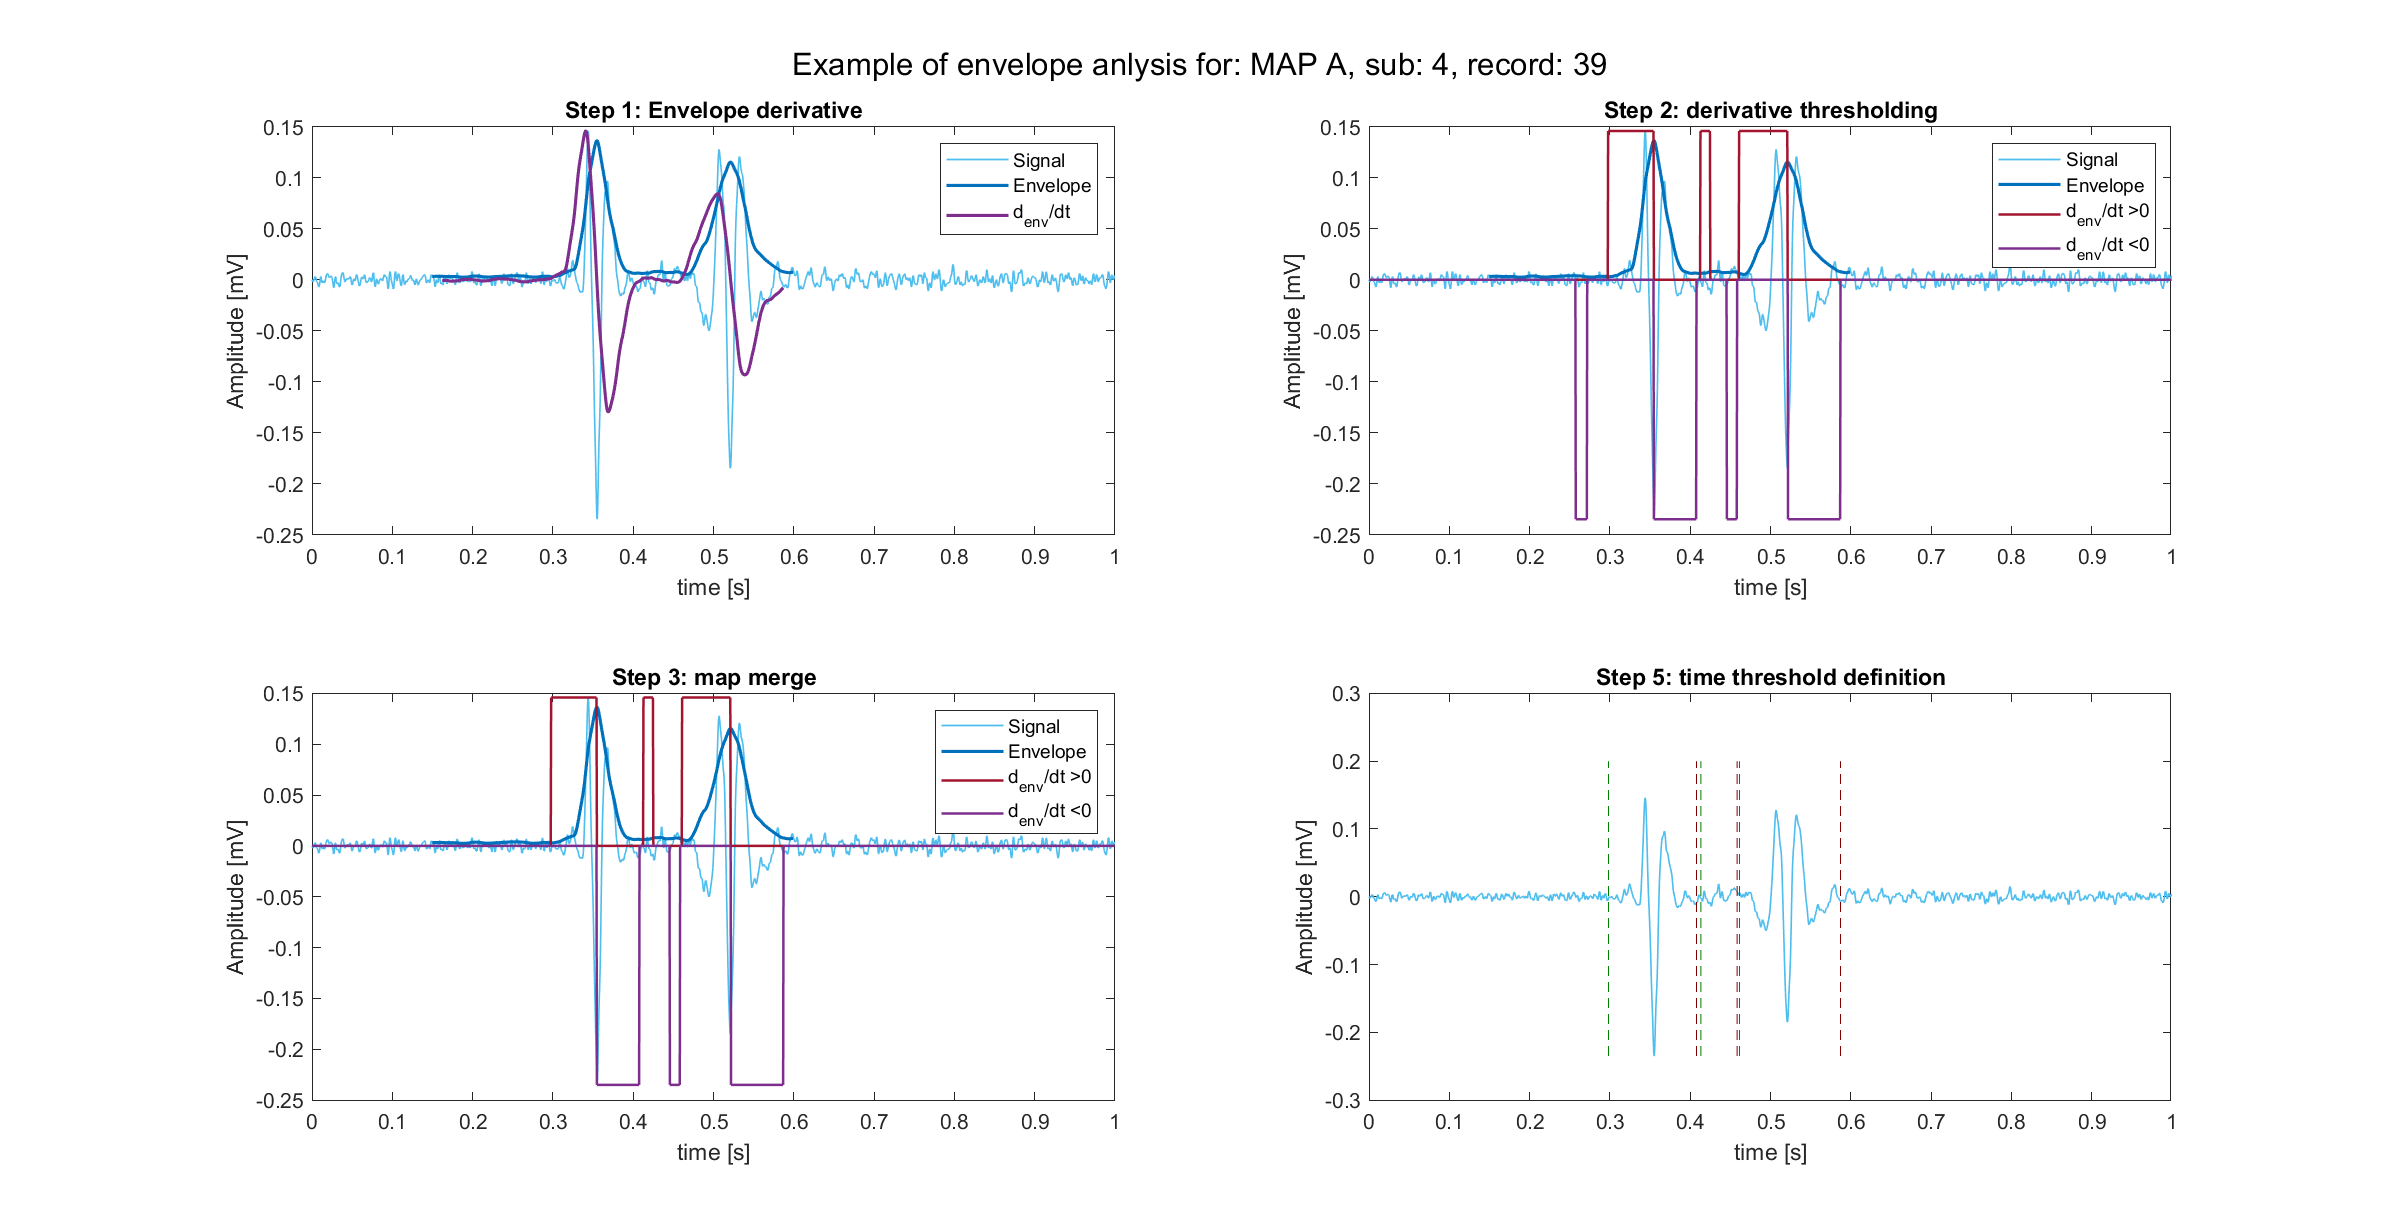 Example of envelope anlysis for: MAP A, sub: 4, record: 39
Step 1: Envelope derivative
0.15
0.1
0.05
0
-0.05
-0.1
-0.15
-0.2
-0.25
Amplitude [mV]
0 0.1 0.2 0.3 0.4 0.5 0.6 0.7 0.8 0.9 1
time [s]
Signal
Envelope
d_env/dt
Step 2: derivative thresholding
0.15
0.1
0.05
0
-0.05
-0.1
-0.15
-0.2
-0.25
Amplitude [mV]
0 0.1 0.2 0.3 0.4 0.5 0.6 0.7 0.8 0.9 1
time [s]
Signal
Envelope
d_env/dt >0
d_env/dt <0
Step 3: map merge
0.15
0.1
0.05
0
-0.05
-0.1
-0.15
-0.2
-0.25
Amplitude [mV]
0 0.1 0.2 0.3 0.4 0.5 0.6 0.7 0.8 0.9 1
time [s]
Signal
Envelope
d_env/dt >0
d_env/dt <0
Step 5: time threshold definition
0.3
0.2
0.1
0
-0.1
-0.2
-0.3
Amplitude [mV]
0 0.1 0.2 0.3 0.4 0.5 0.6 0.7 0.8 0.9 1
time [s]